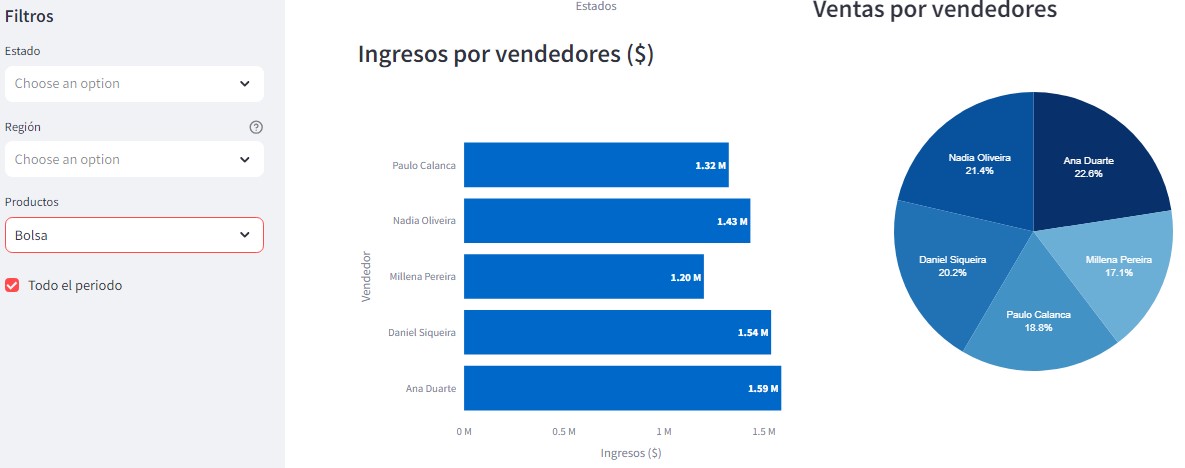 Filtros
Estado
Choose an option
Región
Choose an option
Productos
Bolsa
Todo el periodo
Estados
Ingresos por vendedores ($)
Paulo Calanca
1.32 M
Nadia Oliveira
1.43 M
Millena Pereira
1.20 M
Daniel Siqueira
1.54 M
Ana Duarte
1.59 M
Vendedor
0 M
0.5 M
1 M
1.5 M
Ingresos ($)
Ventas por vendedores
Nadia Oliveira
21.4%
Ana Duarte
22.6%
Daniel Siqueira
20.2%
Millena Pereira
17.1%
Paulo Calanca
18.8%